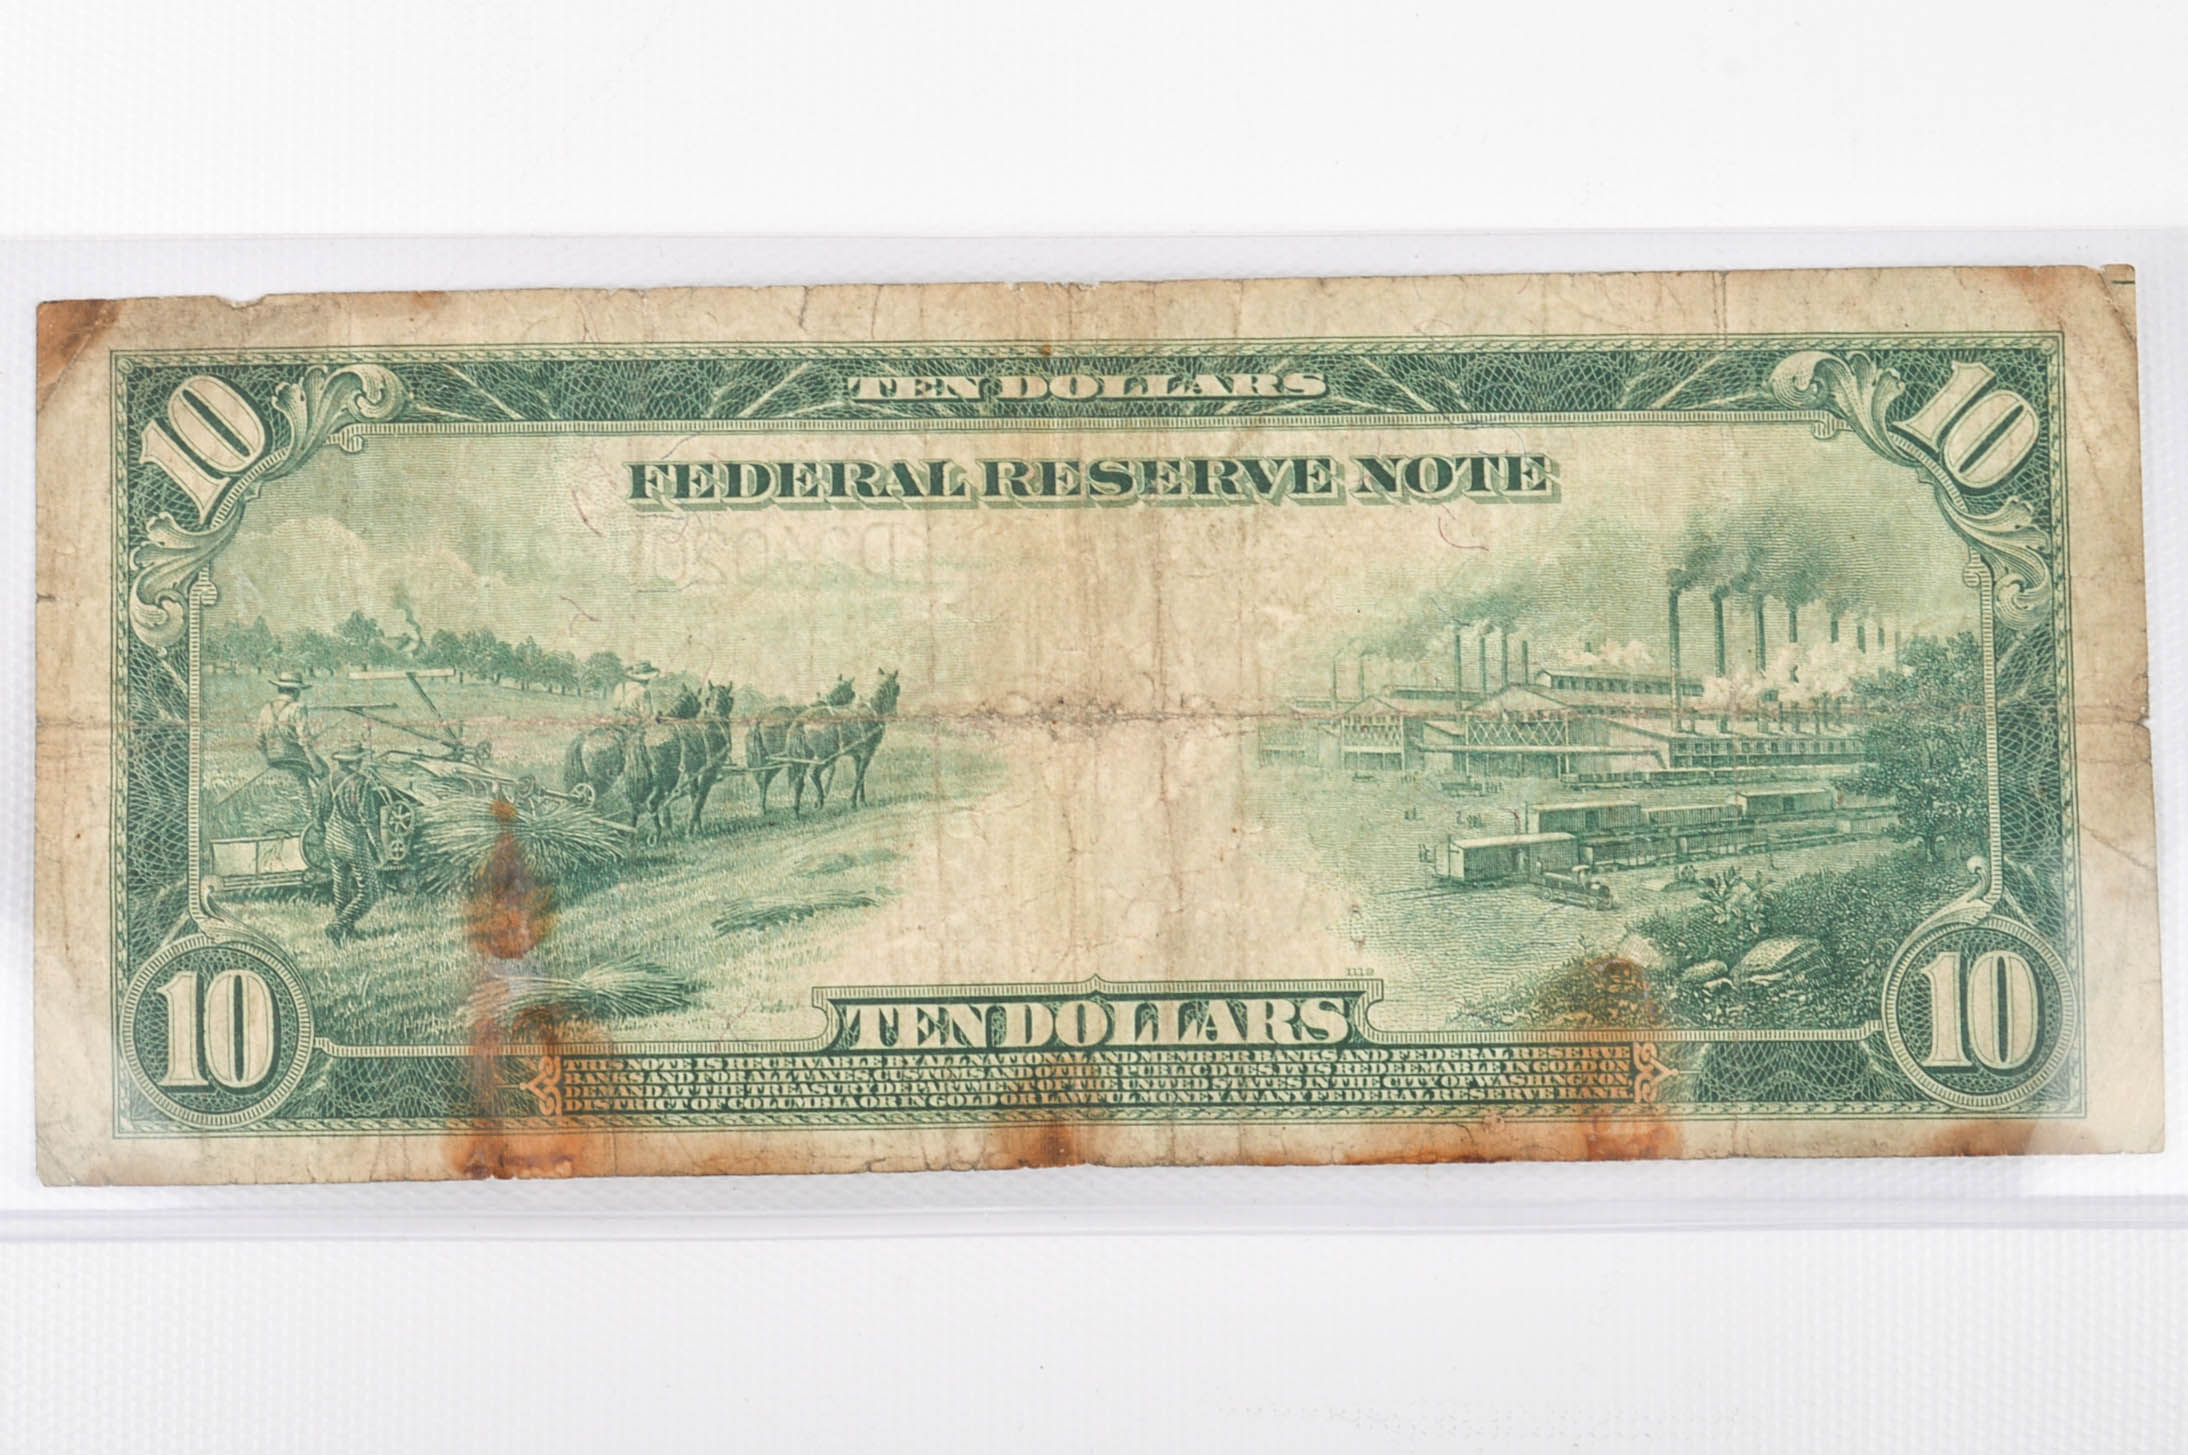 TEN DOLLARS
10 10
FEDERAL RESERVE NOTE
1112
10 TEN DOLLARS 10
THIS NOTE IS RECEIVABLE BY ALL NATIONAL AND MEMBER BANKS AND FEDERAL RESERVE
BANKS AND FOR ALL TAXES, CUSTOMS AND OTHER PUBLIC DUES. IT IS REDEEMABLE IN GOLD ON
DEMAND AT THE TREASURY DEPARTMENT OF THE UNITED STATES IN THE CITY OF WASHINGTON,
DISTRICT OF COLUMBIA OR IN GOLD OR LAWFUL MONEY AT ANY FEDERAL RESERVE BANK.